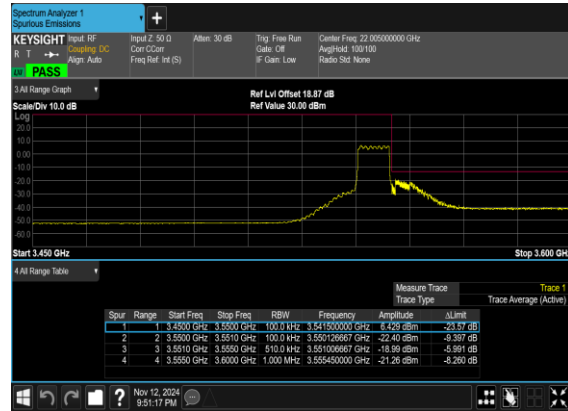 Spectrum Analyzer 1
Spurious Emissions
KEYSIGHT Input: RF Input Z: 50 Ω Atten: 30 dB Trig: Free Run Center Freq: 22.005000000 GHz
R T Coupling: DC Corr CCorr Gate: Off Avg|Hold: 100/100
Align: Auto Freq Ref: Int (S) IF Gain: Low Radio Std: None
LW PASS
3 All Range Graph
Ref Lvl Offset 18.87 dB
Scale/Div 10.0 dB Ref Value 30.00 dBm
Log
20.0
10.0
0.00
-10.0
-20.0
-30.0
-40.0
-50.0
-60.0
Start 3.450 GHz Stop 3.600 GHz
4 All Range Table
Measure Trace Trace 1
Trace Type Trace Average (Active)
Spur Range Start Freq Stop Freq RBW Frequency Amplitude ΔLimit
1 1 3.4500 GHz 3.5500 GHz 100.0 kHz 3.541500000 GHz 6.429 dBm -23.57 dB
2 2 3.5500 GHz 3.5510 GHz 100.0 kHz 3.550126667 GHz -22.40 dBm -9.397 dB
3 3 3.5510 GHz 3.5550 GHz 510.0 kHz 3.551006667 GHz -18.99 dBm -5.991 dB
4 4 3.5550 GHz 3.6000 GHz 1.000 MHz 3.555450000 GHz -21.26 dBm -8.260 dB
? Nov 12, 2024
9:51:17 PM